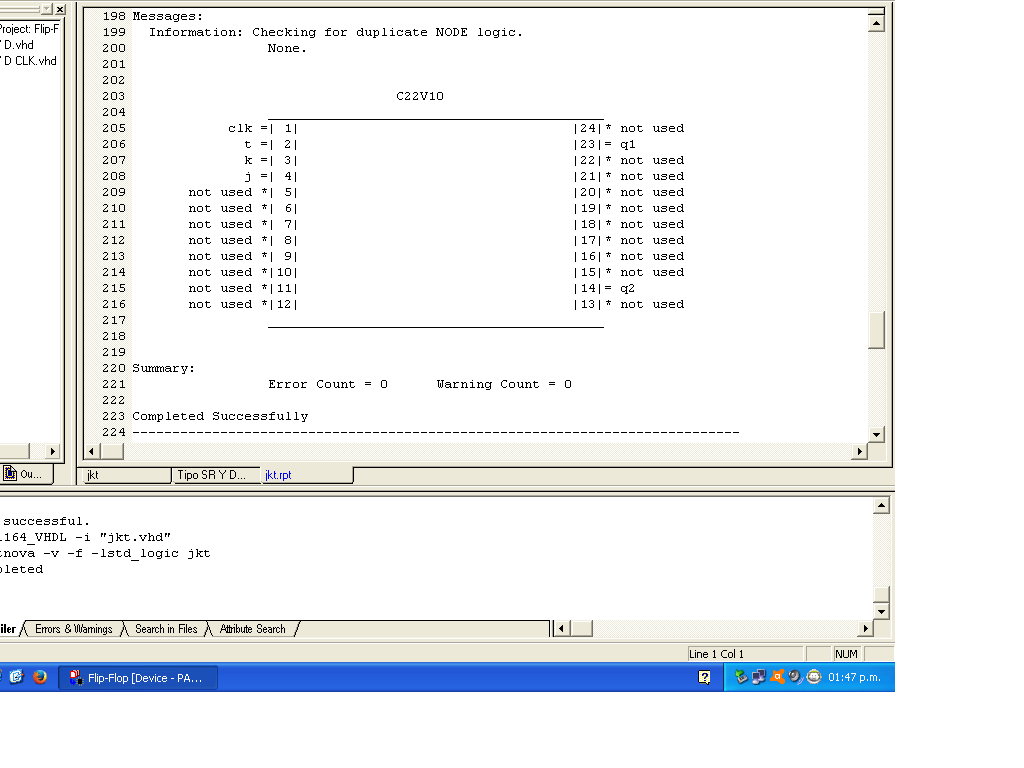 Project: Flip-F
D.vhd
D CLK.vhd
198 Messages:
199 Information: Checking for duplicate NODE logic.
200 None.
201
202
203 C22V10
204 __________________________________________
205 clk =| 1| |24|* not used
206 t =| 2| |23|= q1
207 k =| 3| |22|* not used
208 j =| 4| |21|* not used
209 not used *| 5| |20|* not used
210 not used *| 6| |19|* not used
211 not used *| 7| |18|* not used
212 not used *| 8| |17|* not used
213 not used *| 9| |16|* not used
214 not used *|10| |15|* not used
215 not used *|11| |14|= q2
216 not used *|12| |13|* not used
217 __________________________________________
218
219
220 Summary:
221 Error Count = 0 Warning Count = 0
222
223 Completed Successfully
224 ----------------------------------------------------------------------------
Ou...
jkt Tipo SR Y D... jkt.rpt
successful.
1164_VHDL -i "jkt.vhd"
tnova -v -f -lstd_logic jkt
pleted
iler Errors & Warnings Search in Files Attribute Search
Line 1 Col 1 NUM
Flip-Flop [Device - PA... 01:47 p.m.